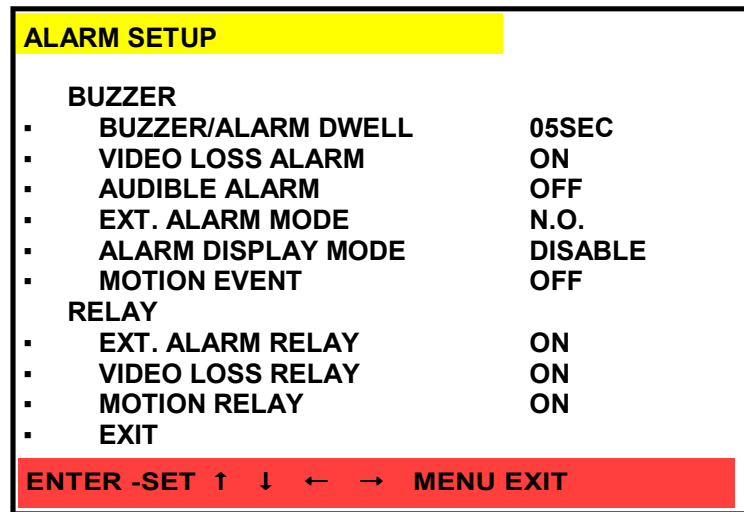 ALARM SETUP
BUZZER
▪ BUZZER/ALARM DWELL 05SEC
▪ VIDEO LOSS ALARM ON
▪ AUDIBLE ALARM OFF
▪ EXT. ALARM MODE N.O.
▪ ALARM DISPLAY MODE DISABLE
▪ MOTION EVENT OFF
RELAY
▪ EXT. ALARM RELAY ON
▪ VIDEO LOSS RELAY ON
▪ MOTION RELAY ON
▪ EXIT
ENTER -SET ↑ ↓ ← → MENU EXIT